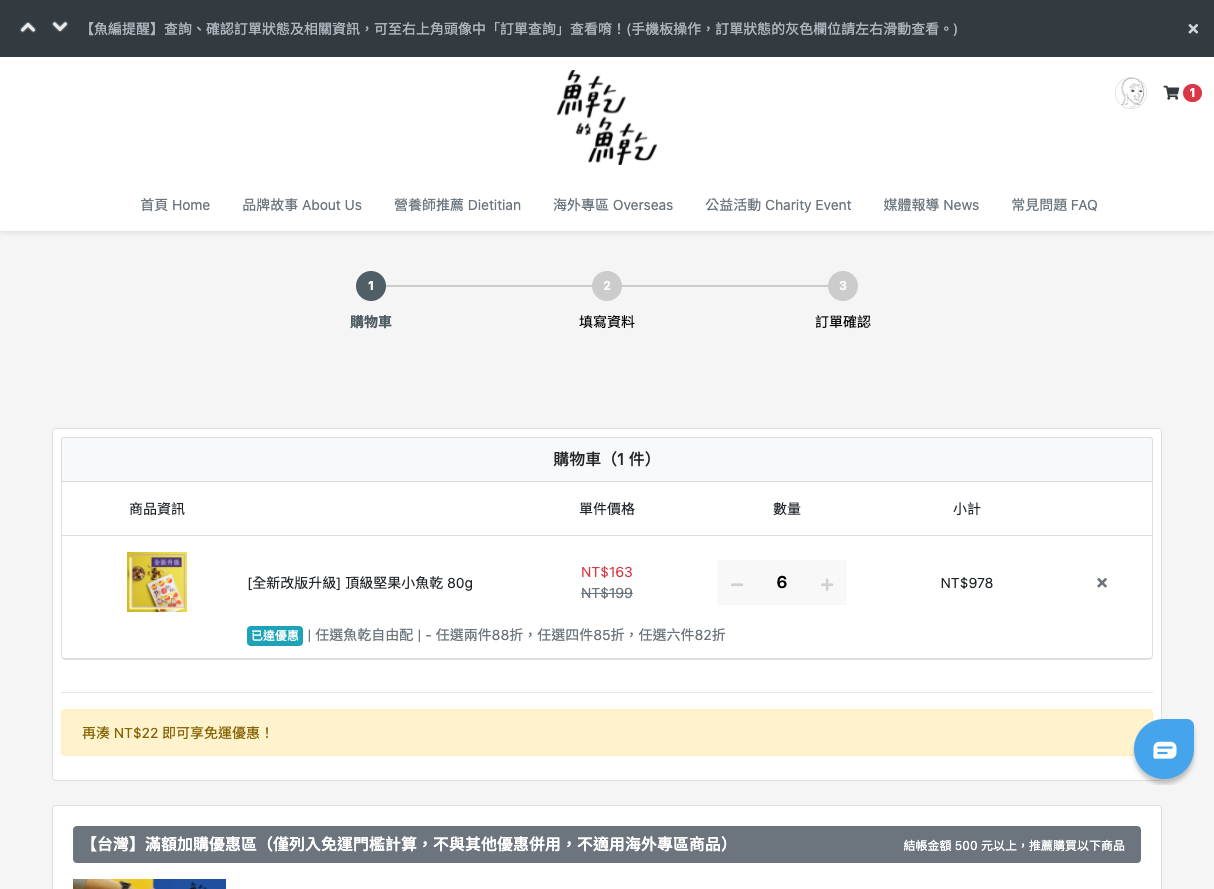 【魚編提醒】查詢、確認訂單狀態及相關資訊，可至右上角頭像中「訂單查詢」查看唷！(手機板操作，訂單狀態的灰色欄位請左右滑動查看。)
魚乾
的魚乾
1
首頁 Home 品牌故事 About Us 營養師推薦 Dietitian 海外專區 Overseas 公益活動 Charity Event 媒體報導 News 常見問題 FAQ
1 2 3
購物車 填寫資料 訂單確認
購物車（1 件）
商品資訊 單件價格 數量 小計
全新升級
[全新改版升級] 頂級堅果小魚乾 80g NT$163 6 NT$978
NT$199
已達優惠 | 任選魚乾自由配 | - 任選兩件88折，任選四件85折，任選六件82折
再湊 NT$22 即可享免運優惠！
【台灣】滿額加購優惠區（僅列入免運門檻計算，不與其他優惠併用，不適用海外專區商品） 結帳金額 500 元以上，推薦購買以下商品